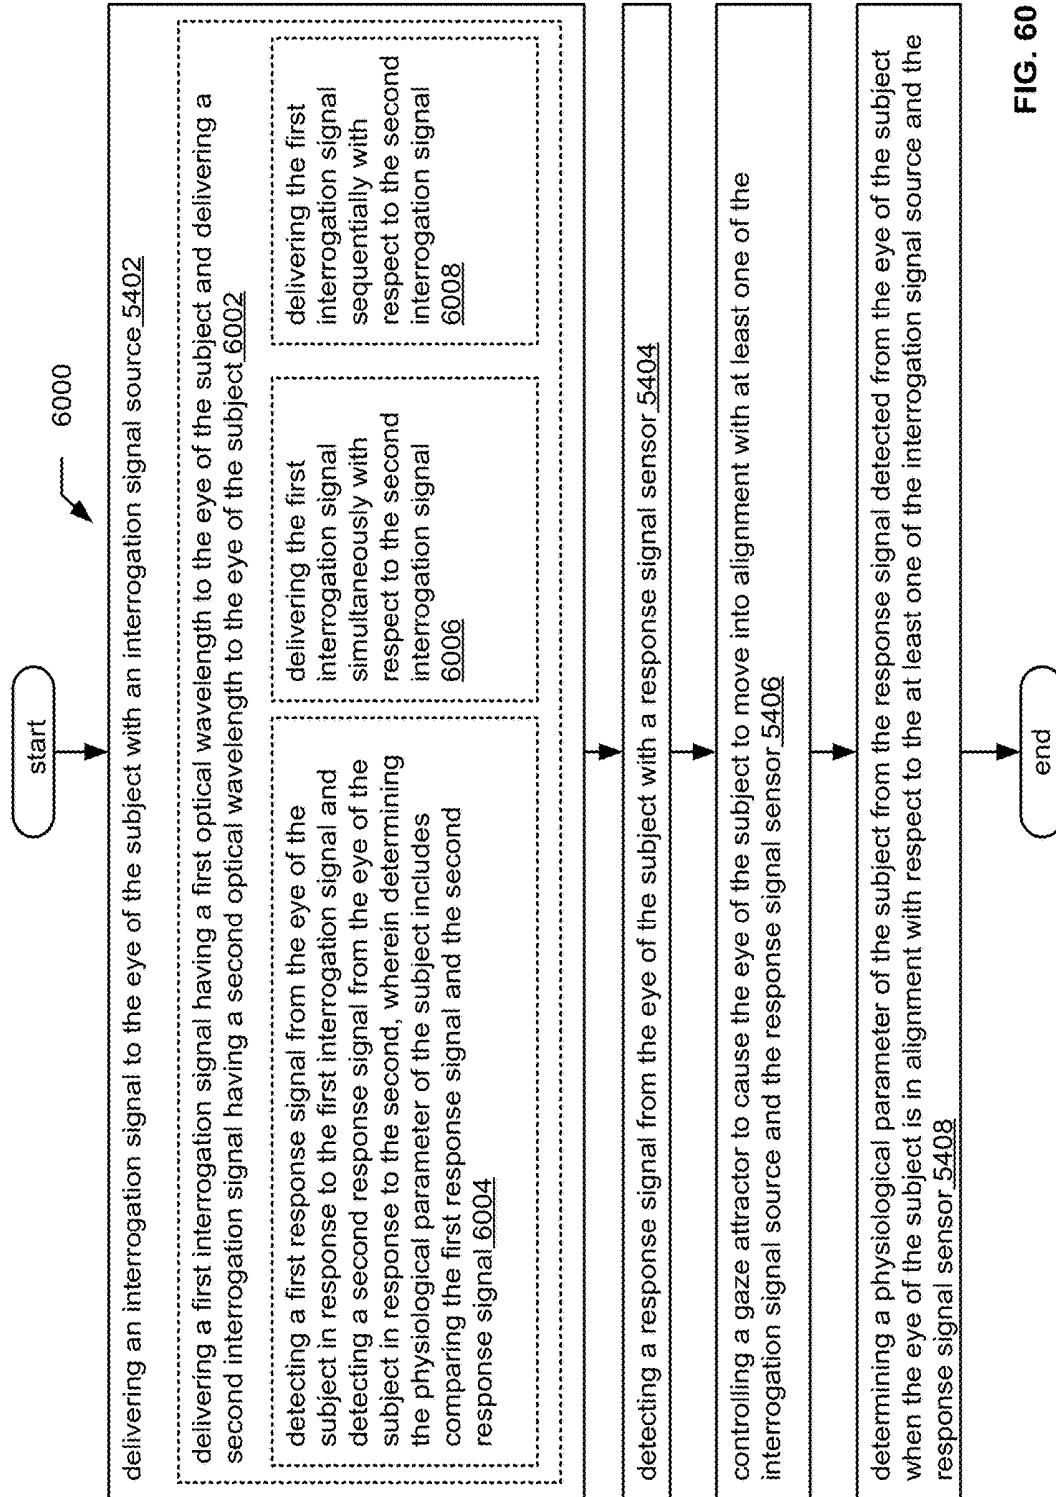 start
6000
delivering an interrogation signal to the eye of the subject with an interrogation signal source 5402
delivering a first interrogation signal having a first optical wavelength to the eye of the subject and delivering a
second interrogation signal having a second optical wavelength to the eye of the subject 6002
detecting a first response signal from the eye of the
subject in response to the first interrogation signal and
detecting a second response signal from the eye of the
subject in response to the second, wherein determining
the physiological parameter of the subject includes
comparing the first response signal and the second
response signal 6004
delivering the first
interrogation signal
simultaneously with
respect to the second
interrogation signal
6006
delivering the first
interrogation signal
sequentially with
respect to the second
interrogation signal
6008
detecting a response signal from the eye of the subject with a response signal sensor 5404
controlling a gaze attractor to cause the eye of the subject to move into alignment with at least one of the
interrogation signal source and the response signal sensor 5406
determining a physiological parameter of the subject from the response signal detected from the eye of the subject
when the eye of the subject is in alignment with respect to the at least one of the interrogation signal source and the
response signal sensor 5408
end
FIG. 60